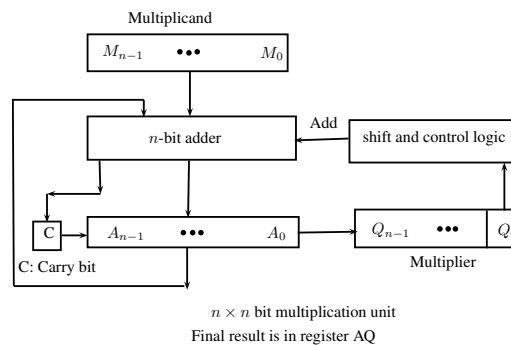 Multiplicand
M_{n-1} ••• M_0
n-bit adder
Add
shift and control logic
C
A_{n-1} ••• A_0
Q_{n-1} •••
C: Carry bit
Multiplier
n × n bit multiplication unit
Final result is in register AQ